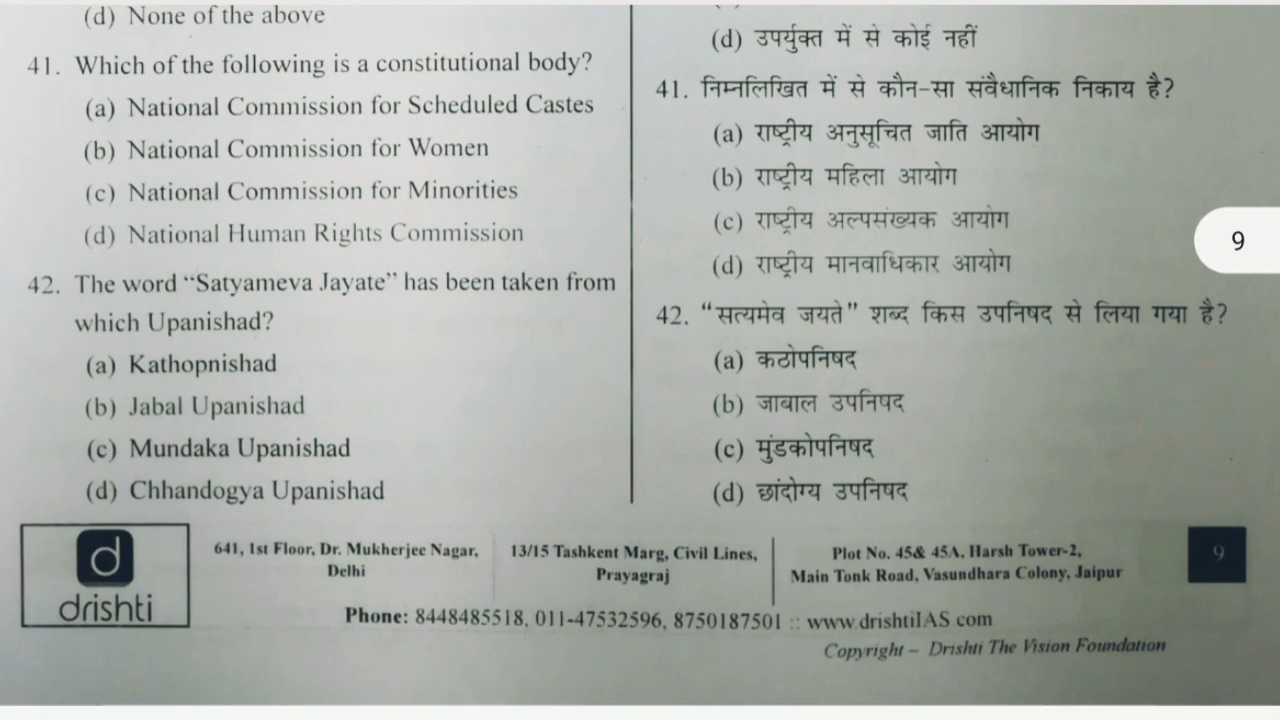 (d) None of the above
41. Which of the following is a constitutional body?
(a) National Commission for Scheduled Castes
(b) National Commission for Women
(c) National Commission for Minorities
(d) National Human Rights Commission
42. The word “Satyameva Jayate” has been taken from
which Upanishad?
(a) Kathopnishad
(b) Jabal Upanishad
(c) Mundaka Upanishad
(d) Chhandogya Upanishad
(d) उपर्युक्त में से कोई नहीं
41. निम्नलिखित में से कौन-सा संवैधानिक निकाय है?
(a) राष्ट्रीय अनुसूचित जाति आयोग
(b) राष्ट्रीय महिला आयोग
(c) राष्ट्रीय अल्पसंख्यक आयोग
(d) राष्ट्रीय मानवाधिकार आयोग
42. “सत्यमेव जयते” शब्द किस उपनिषद से लिया गया है?
(a) कठोपनिषद
(b) जाबाल उपनिषद
(c) मुंडकोपनिषद
(d) छांदोग्य उपनिषद
9
d
drishti
641, 1st Floor, Dr. Mukherjee Nagar,
Delhi
13/15 Tashkent Marg, Civil Lines,
Prayagraj
Plot No. 45& 45A, Harsh Tower-2,
Main Tonk Road, Vasundhara Colony, Jaipur
9
Phone: 8448485518, 011-47532596, 8750187501 :: www.drishtiIAS com
Copyright – Drishti The Vision Foundation